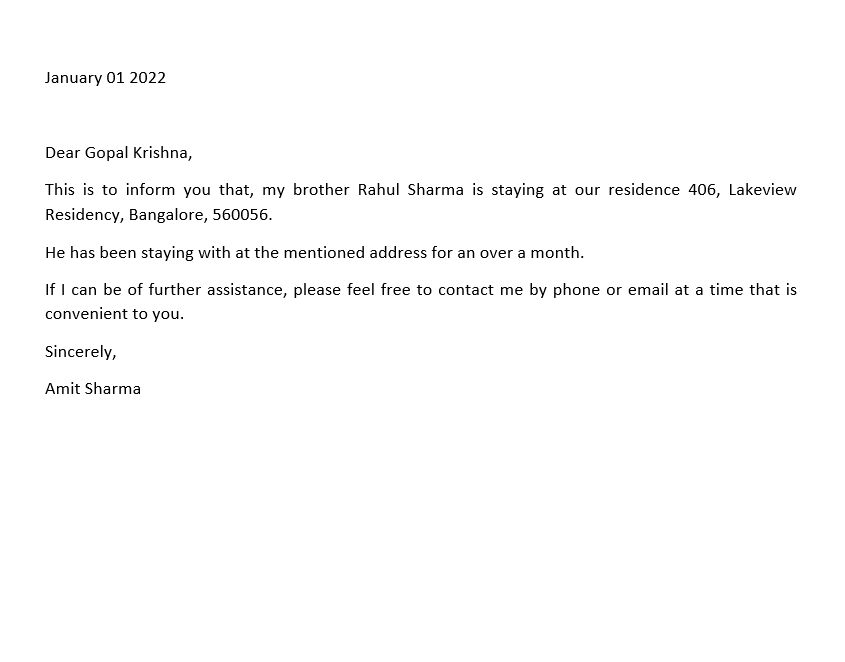 January 01 2022
Dear Gopal Krishna,
This is to inform you that, my brother Rahul Sharma is staying at our residence 406, Lakeview
Residency, Bangalore, 560056.
He has been staying with at the mentioned address for an over a month.
If I can be of further assistance, please feel free to contact me by phone or email at a time that is
convenient to you.
Sincerely,
Amit Sharma